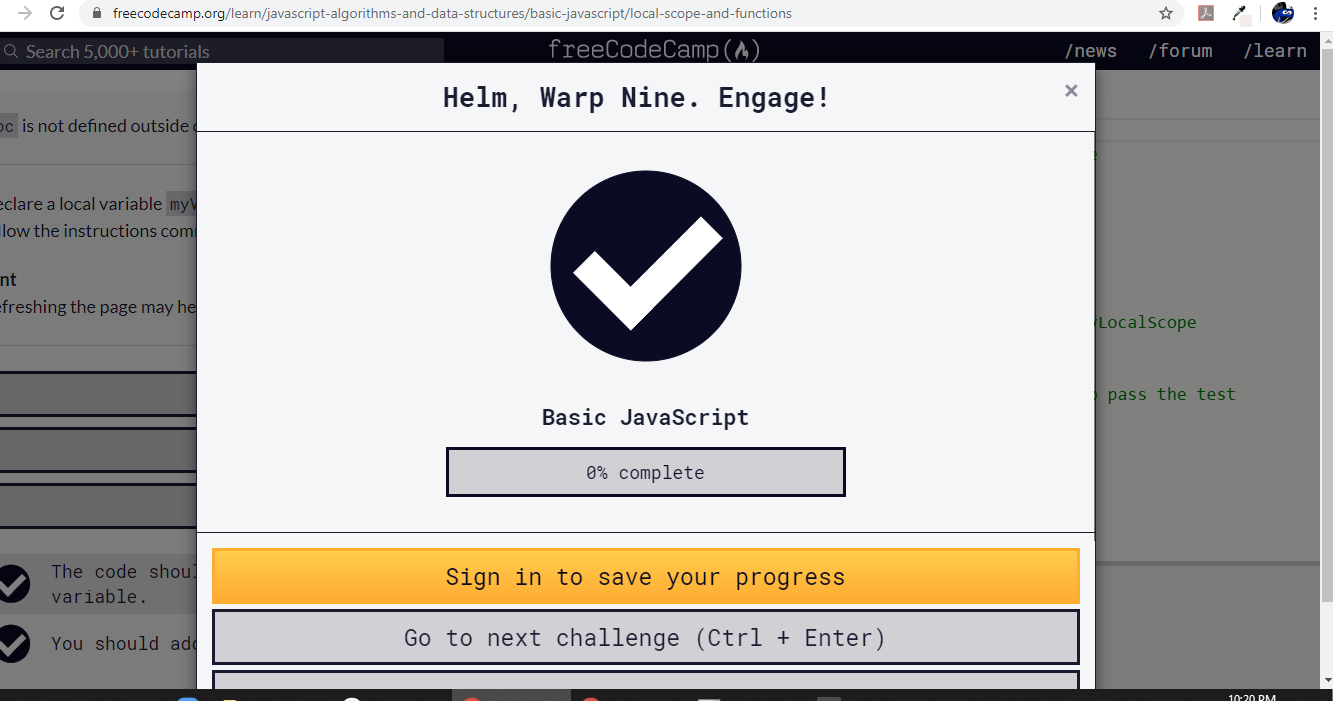 freecodecamp.org/learn/javascript-algorithms-and-data-structures/basic-javascript/local-scope-and-functions
Search 5,000+ tutorials
freeCodeCamp
/news
/forum
/learn
Helm, Warp Nine. Engage!
×
oc is not defined outside
eclare a local variable myV
llow the instructions com
nt
efreshing the page may he
yLocalScope
pass the test
Basic JavaScript
0% complete
The code shoul
variable.
You should add
Sign in to save your progress
Go to next challenge (Ctrl + Enter)
10:20 PM